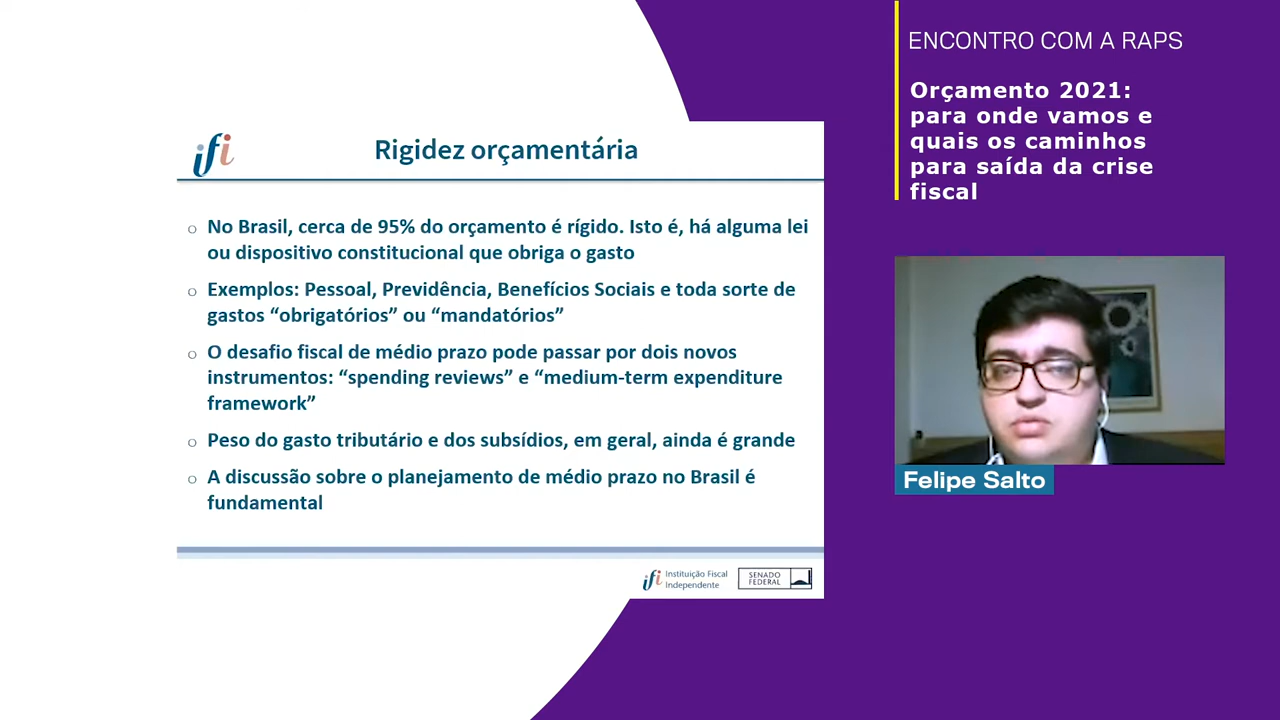 ENCONTRO COM A RAPS
Orçamento 2021:
para onde vamos e
quais os caminhos
para saída da crise
fiscal
ifi
Rigidez orçamentária
No Brasil, cerca de 95% do orçamento é rígido. Isto é, há alguma lei
ou dispositivo constitucional que obriga o gasto
Exemplos: Pessoal, Previdência, Benefícios Sociais e toda sorte de
gastos “obrigatórios” ou “mandatórios”
O desafio fiscal de médio prazo pode passar por dois novos
instrumentos: “spending reviews” e “medium-term expenditure
framework”
Peso do gasto tributário e dos subsídios, em geral, ainda é grande
A discussão sobre o planejamento de médio prazo no Brasil é
fundamental
ifi
Instituição Fiscal
Independente
SENADO
FEDERAL
Felipe Salto